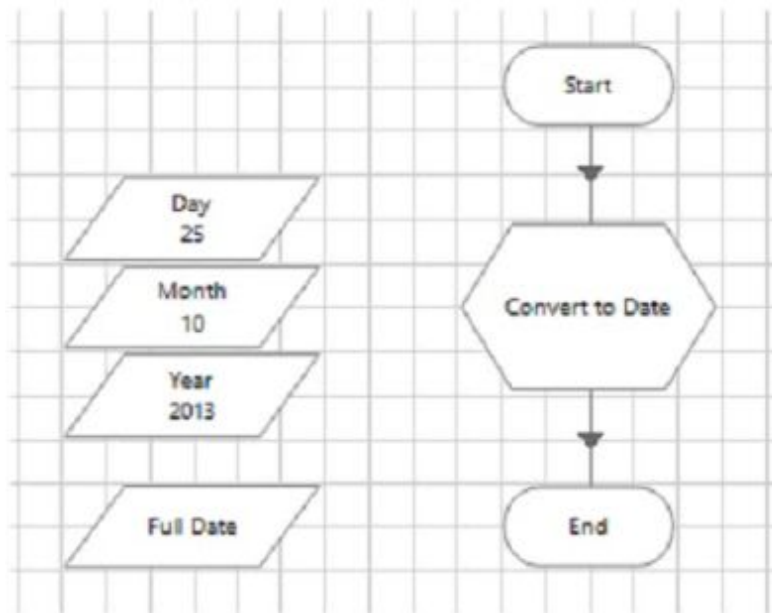 Start
Day
25
Month
10
Convert to Date
Year
2013
Full Date
End